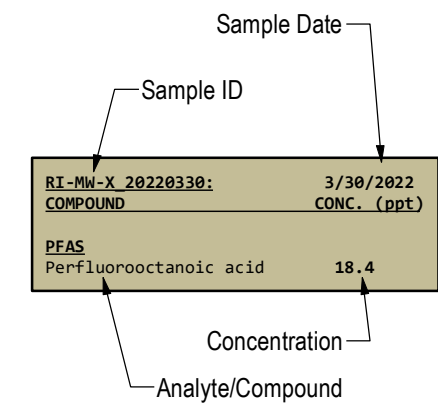 Sample Date
Sample ID
RI-MW-X_20220330: 3/30/2022
COMPOUND CONC. (ppt)
PFAS
Perfluorooctanoic acid 18.4
Concentration
Analyte/Compound